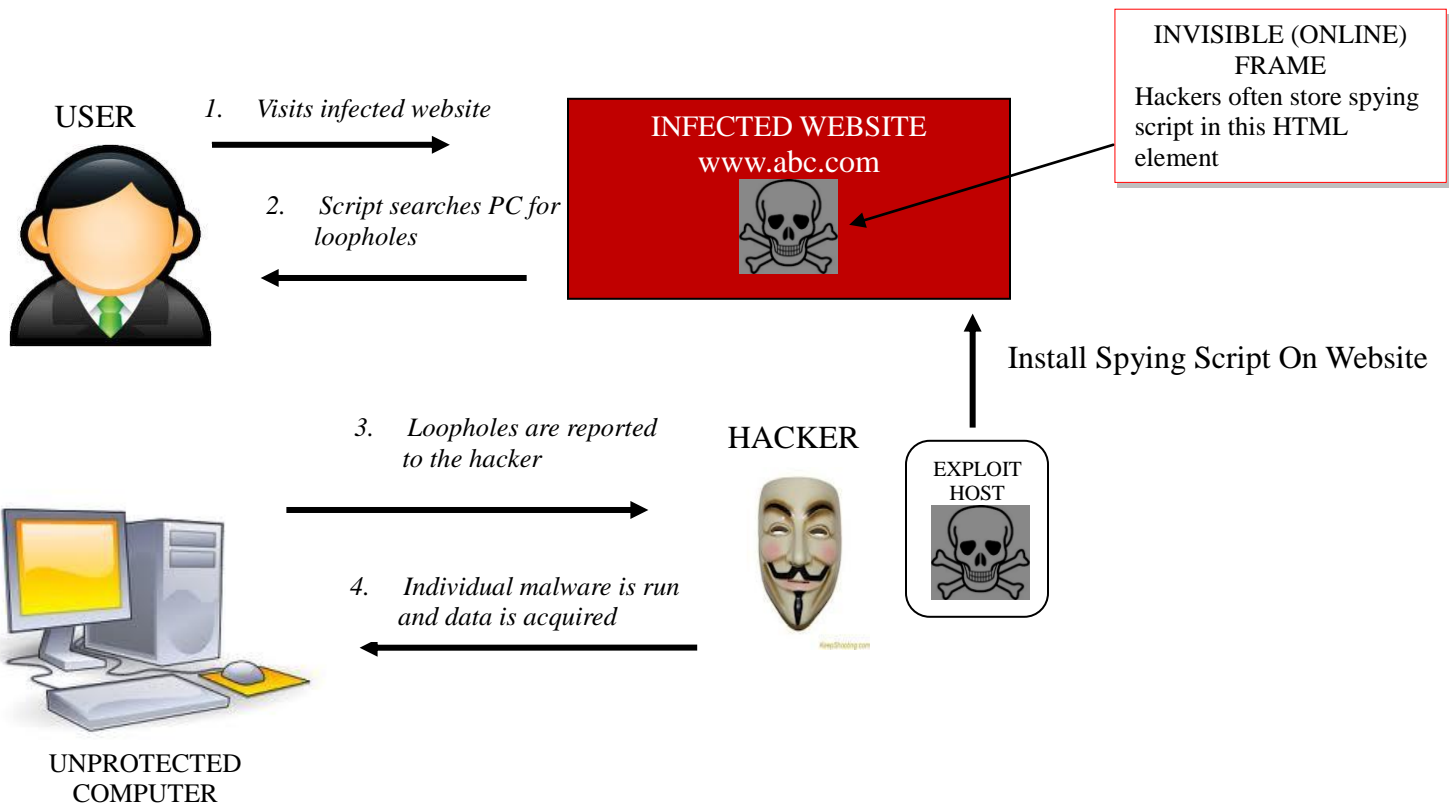 INVISIBLE (ONLINE)
FRAME
Hackers often store spying
script in this HTML
element
USER
1. Visits infected website
INFECTED WEBSITE
www.abc.com
2. Script searches PC for
loopholes
Install Spying Script On Website
3. Loopholes are reported
to the hacker
HACKER
EXPLOIT
HOST
4. Individual malware is run
and data is acquired
KeepShooting.com
UNPROTECTED
COMPUTER